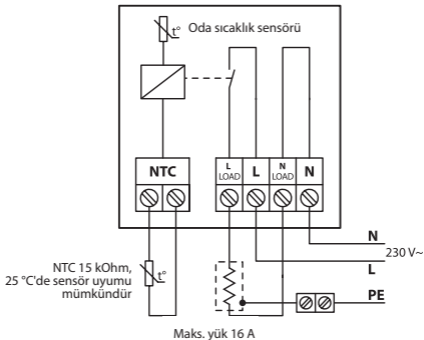 t° Oda sıcaklık sensörü
NTC
L LOAD
L
N LOAD
N
N
230 V~
L
PE
NTC 15 kOhm, t°
25 °C'de sensör uyumu
mümkündür
Maks. yük 16 A